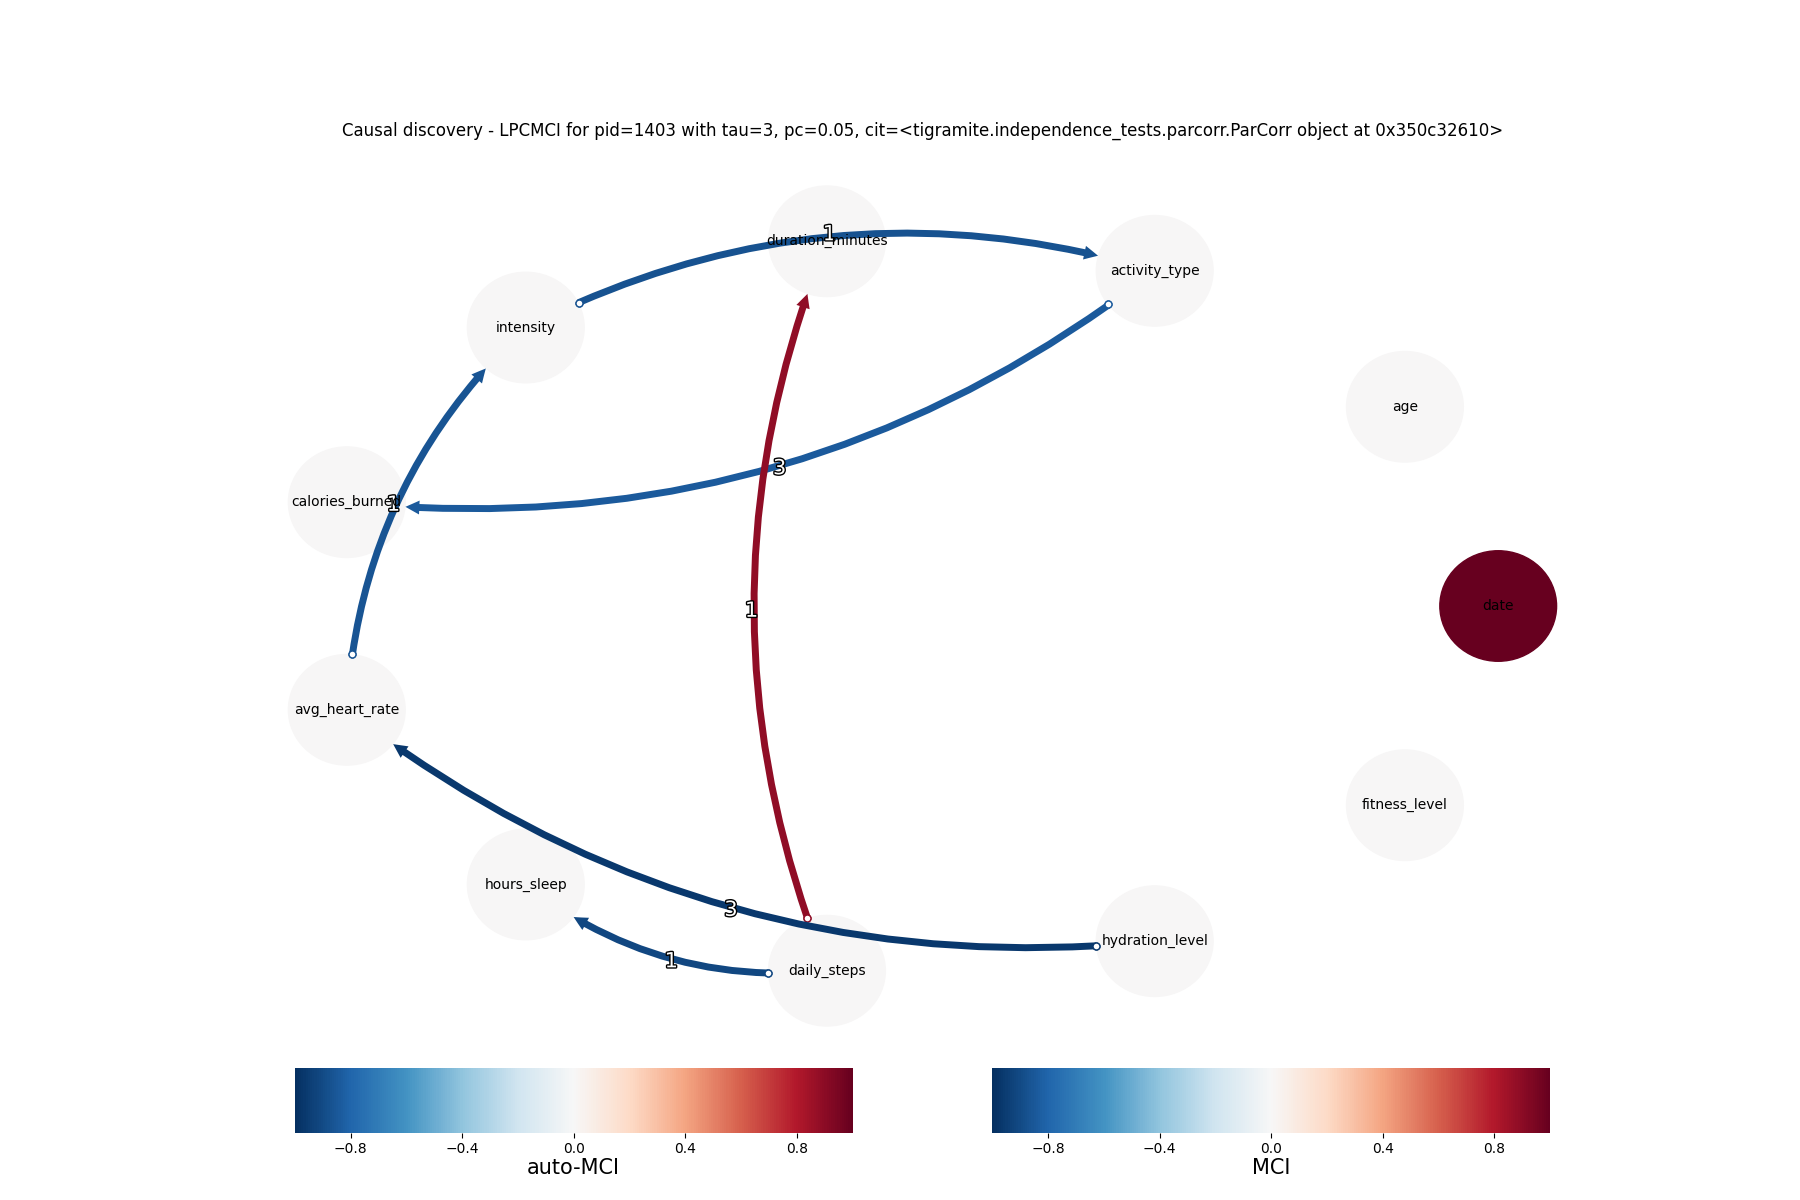 Causal discovery - LPCMCI for pid=1403 with tau=3, pc=0.05, cit=<tigramite.independence_tests.parcorr.ParCorr object at 0x350c32610>
1
duration_minutes
activity_type
intensity
age
3
calories_burned
1
date
1
avg_heart_rate
fitness_level
hours_sleep
3
hydration_level
1
daily_steps
−0.8 −0.4 0.0 0.4 0.8
auto-MCI
−0.8 −0.4 0.0 0.4 0.8
MCI